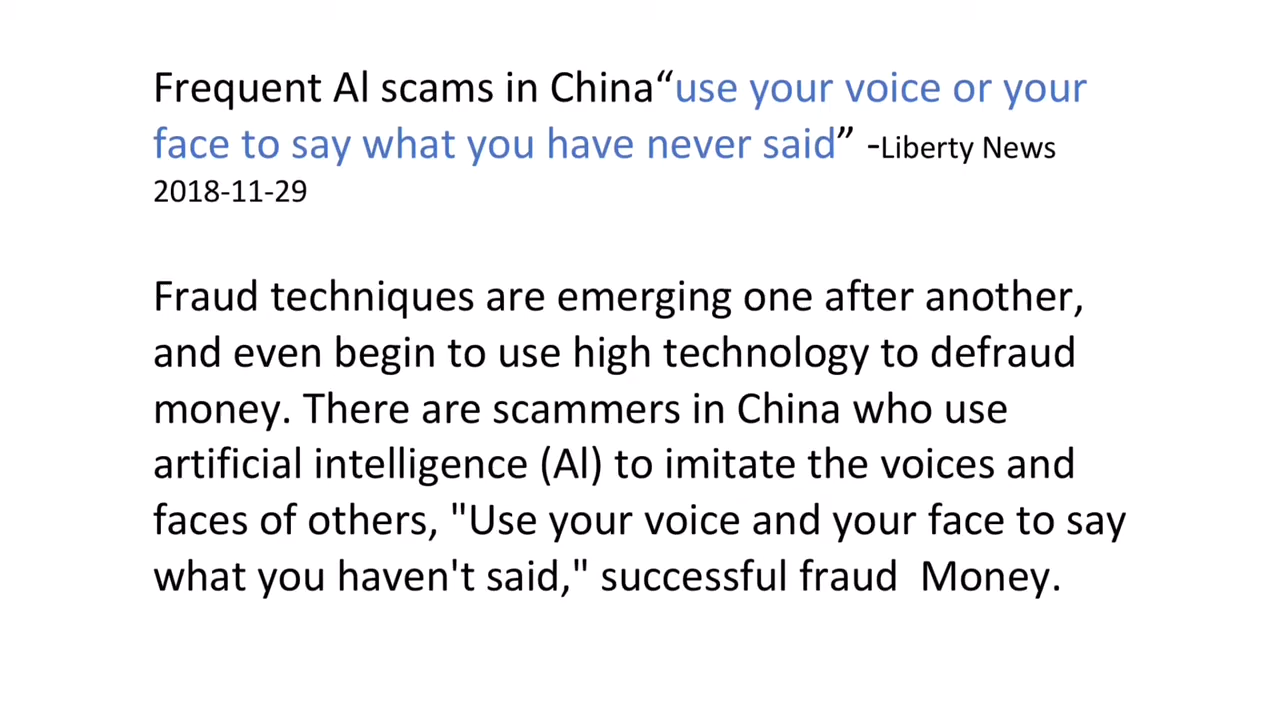 Frequent Al scams in China“use your voice or your
face to say what you have never said” -Liberty News
2018-11-29
Fraud techniques are emerging one after another,
and even begin to use high technology to defraud
money. There are scammers in China who use
artificial intelligence (Al) to imitate the voices and
faces of others, "Use your voice and your face to say
what you haven't said," successful fraud  Money.